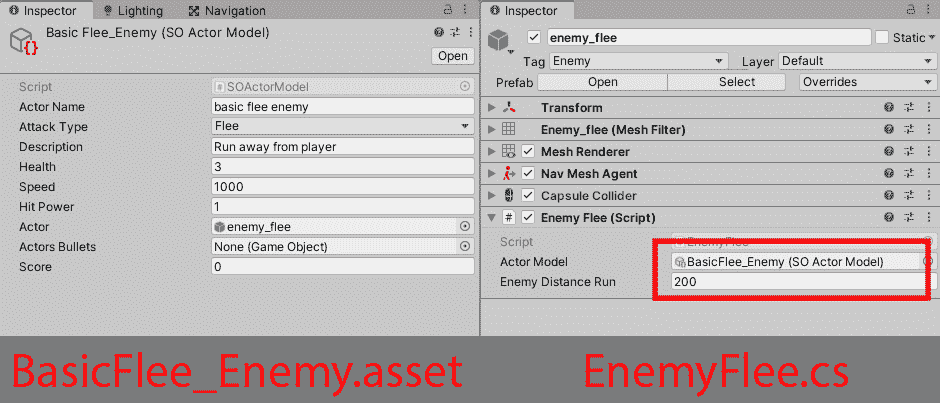 Inspector
Lighting
Navigation
Basic Flee_Enemy (SO Actor Model)
Open
Script
SOActorModel
Actor Name
basic flee enemy
Attack Type
Flee
Description
Run away from player
Health
3
Speed
1000
Hit Power
1
Actor
enemy_flee
Actors Bullets
None (Game Object)
Score
0
BasicFlee_Enemy.asset
Inspector
enemy_flee
Static
Tag
Enemy
Layer
Default
Prefab
Open
Select
Overrides
Transform
Enemy_flee (Mesh Filter)
Mesh Renderer
Nav Mesh Agent
Capsule Collider
# Enemy Flee (Script)
Script
EnemyFlee
Actor Model
BasicFlee_Enemy (SO Actor Model)
Enemy Distance Run
200
EnemyFlee.cs